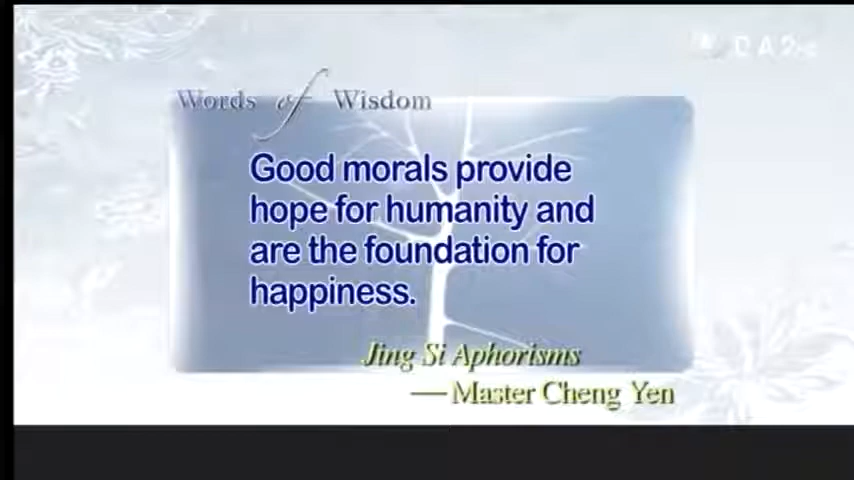 Words of Wisdom
Good morals provide
hope for humanity and
are the foundation for
happiness.
Jing Si Aphorisms
—Master Cheng Yen